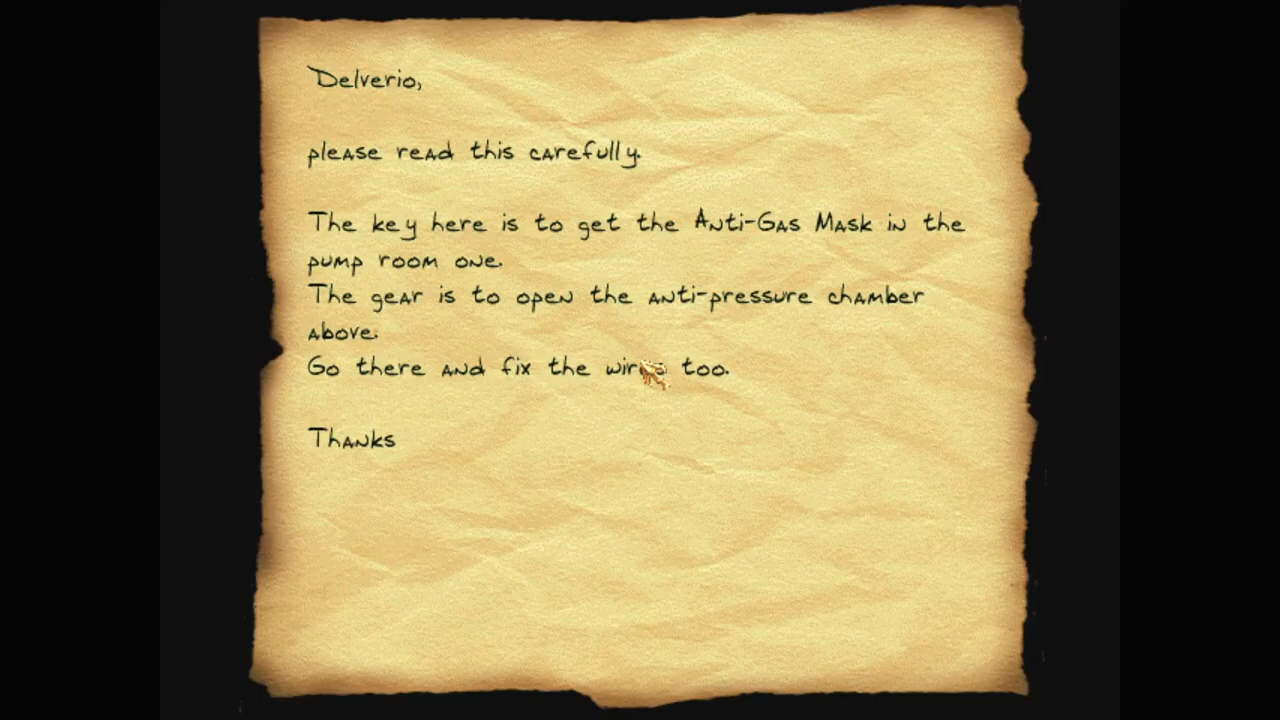 Delverio,
please read this carefully.
The key here is to get the Anti-Gas Mask in the
pump room one.
The gear is to open the anti-pressure chamber
above.
Go there and fix the too.
Thanks